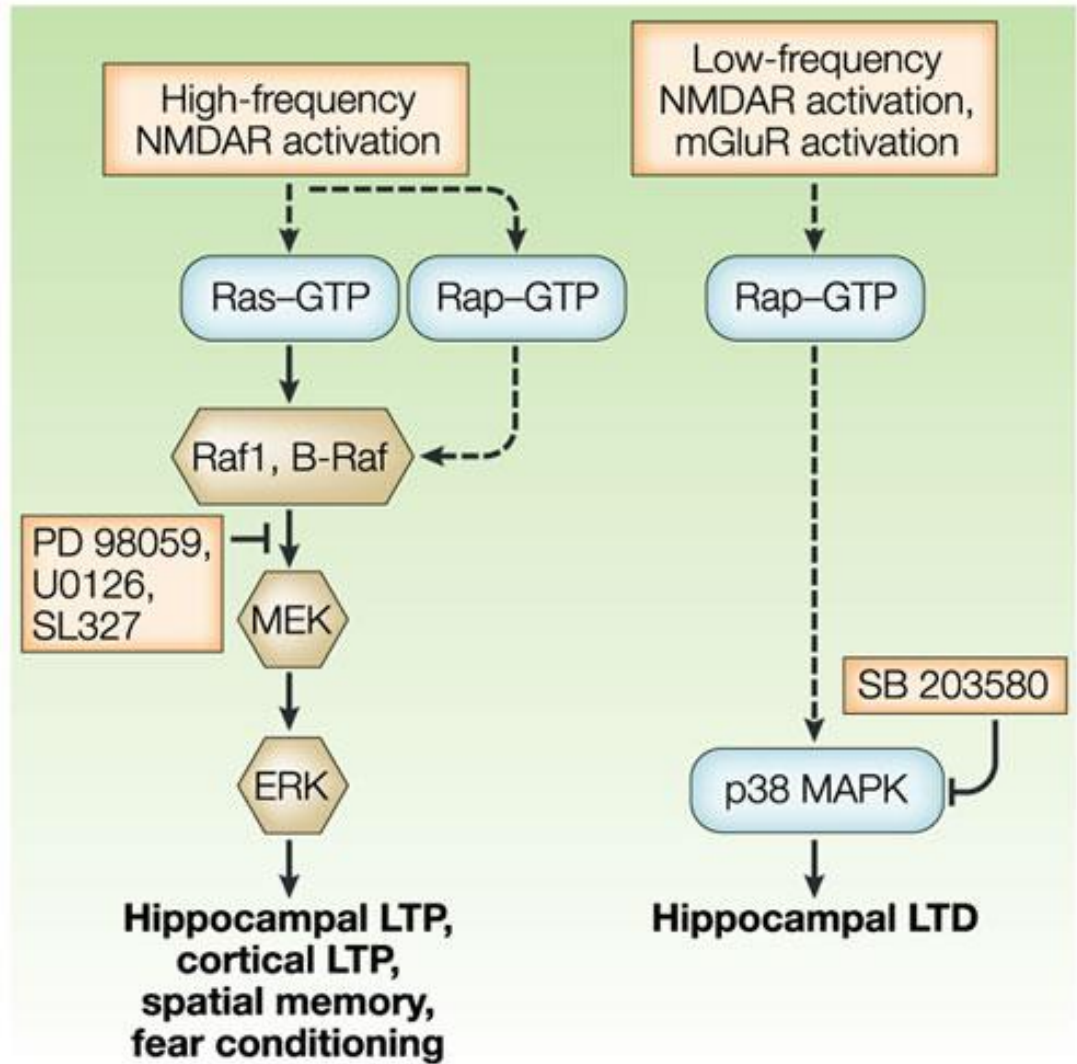 High-frequency
NMDAR activation
Low-frequency
NMDAR activation,
mGluR activation
Ras–GTP
Rap–GTP
Rap–GTP
Raf1, B-Raf
PD 98059,
U0126,
SL327
MEK
SB 203580
ERK
p38 MAPK
Hippocampal LTP,
cortical LTP,
spatial memory,
fear conditioning
Hippocampal LTD